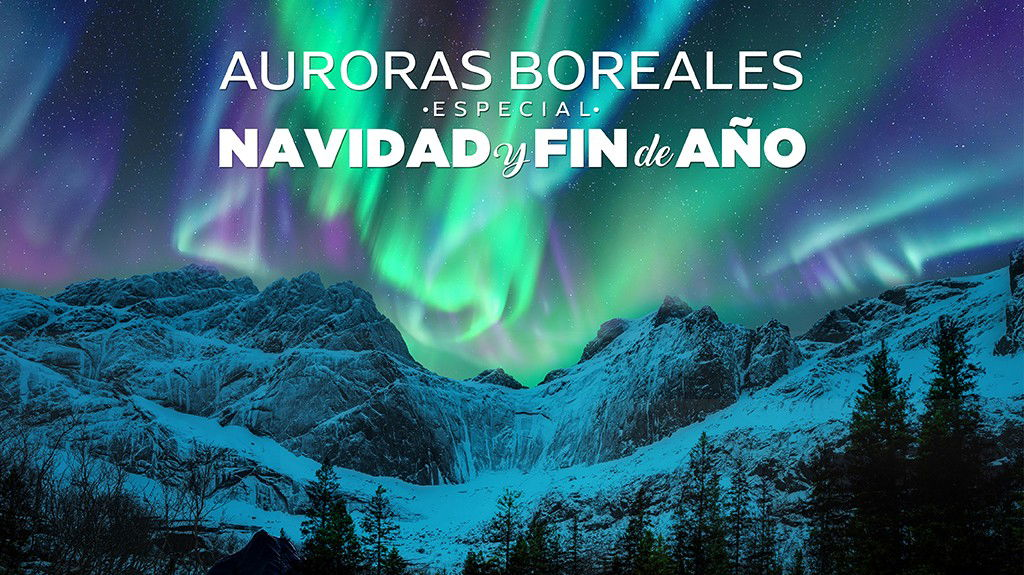 AURORAS BOREALES
·ESPECIAL·
NAVIDAD y FIN de AÑO